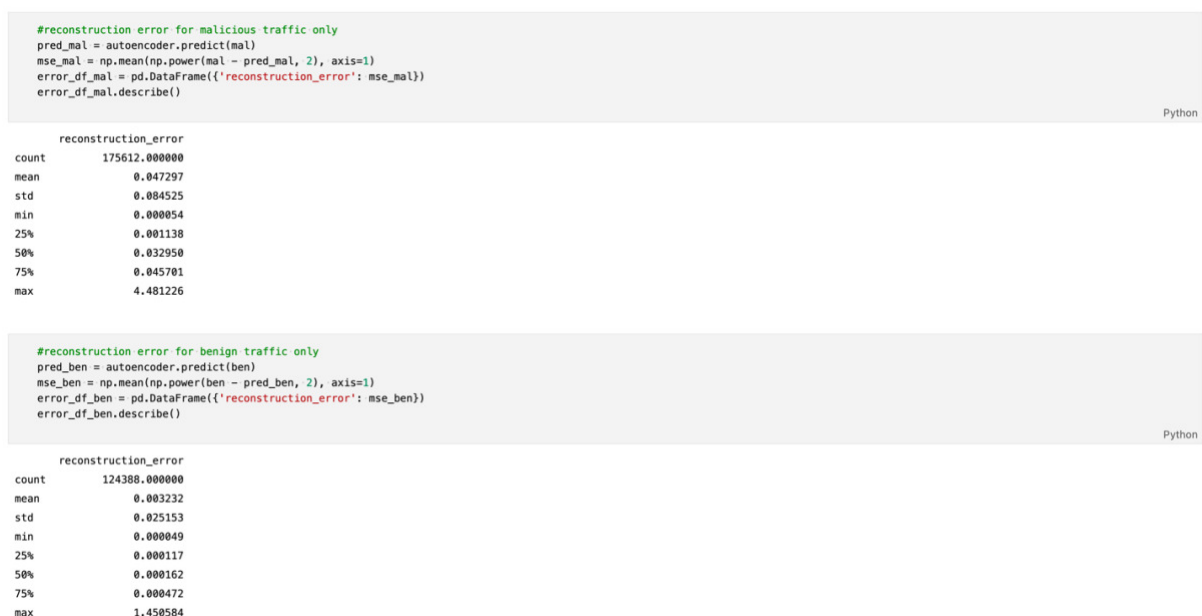 #reconstruction error for malicious traffic only
pred_mal = autoencoder.predict(mal)
mse_mal = np.mean(np.power(mal - pred_mal, 2), axis=1)
error_df_mal = pd.DataFrame({'reconstruction_error': mse_mal})
error_df_mal.describe()
Python
reconstruction_error
count 175612.000000
mean 0.047297
std 0.084525
min 0.000054
25% 0.001138
50% 0.032950
75% 0.045701
max 4.481226
#reconstruction error for benign traffic only
pred_ben = autoencoder.predict(ben)
mse_ben = np.mean(np.power(ben - pred_ben, 2), axis=1)
error_df_ben = pd.DataFrame({'reconstruction_error': mse_ben})
error_df_ben.describe()
Python
reconstruction_error
count 124388.000000
mean 0.003232
std 0.025153
min 0.000049
25% 0.000117
50% 0.000162
75% 0.000472
max 1.450584